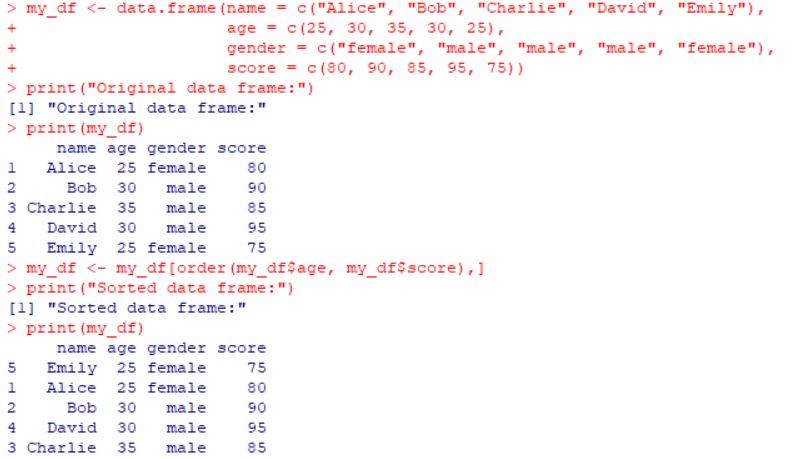 > my_df <- data.frame(name = c("Alice", "Bob", "Charlie", "David", "Emily"),
+                     age = c(25, 30, 35, 30, 25),
+                     gender = c("female", "male", "male", "male", "female"),
+                     score = c(80, 90, 85, 95, 75))
> print("Original data frame:")
[1] "Original data frame:"
> print(my_df)
     name age gender score
1   Alice  25 female    80
2     Bob  30   male    90
3 Charlie  35   male    85
4   David  30   male    95
5   Emily  25 female    75
> my_df <- my_df[order(my_df$age, my_df$score),]
> print("Sorted data frame:")
[1] "Sorted data frame:"
> print(my_df)
     name age gender score
5   Emily  25 female    75
1   Alice  25 female    80
2     Bob  30   male    90
4   David  30   male    95
3 Charlie  35   male    85